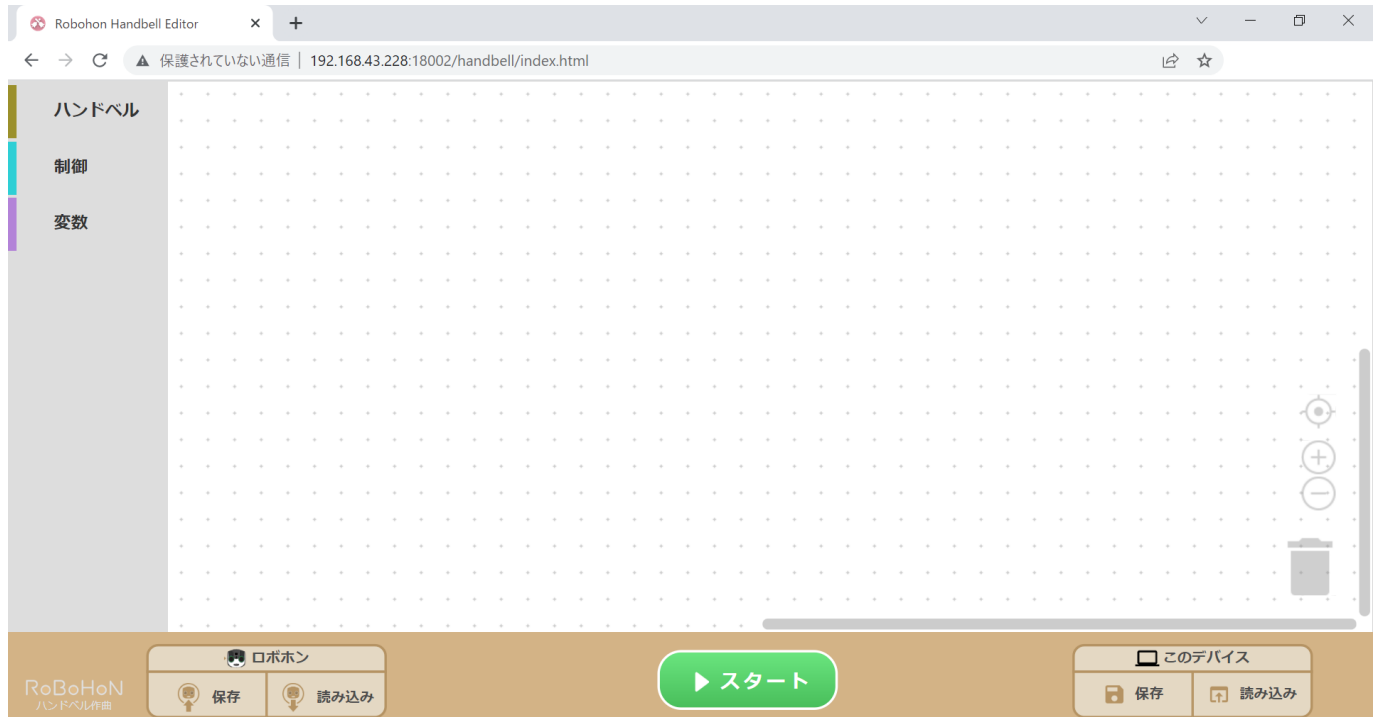 Robohon Handbell Editor
保護されていない通信 | 192.168.43.228:18002/handbell/index.html
ハンドベル
制御
変数
RoBoHoN
ハンドベル作曲
ロボホン
保存 読み込み
スタート
このデバイス
保存 読み込み